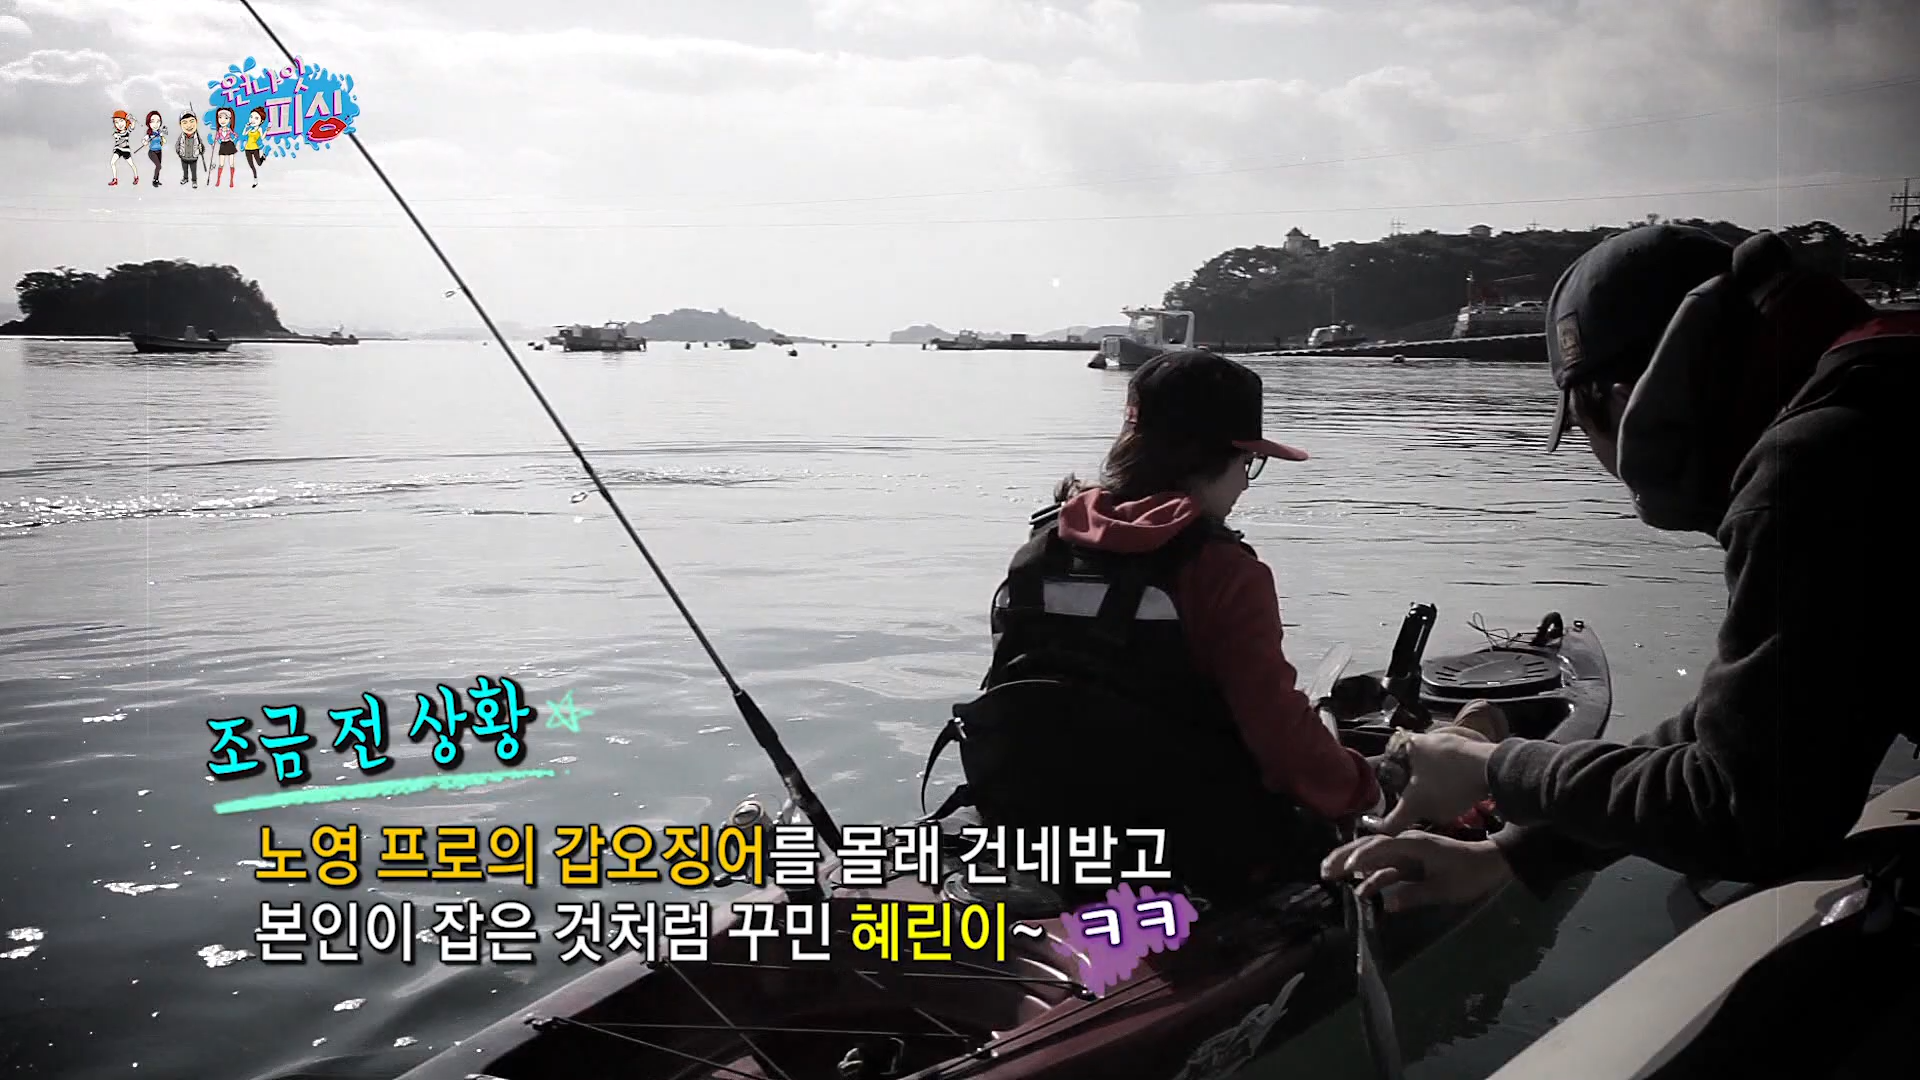 원나잇
피싱
조금 전 상황
노영 프로의 갑오징어를 몰래 건네받고
본인이 잡은 것처럼 꾸민 혜린이~ ㅋㅋ